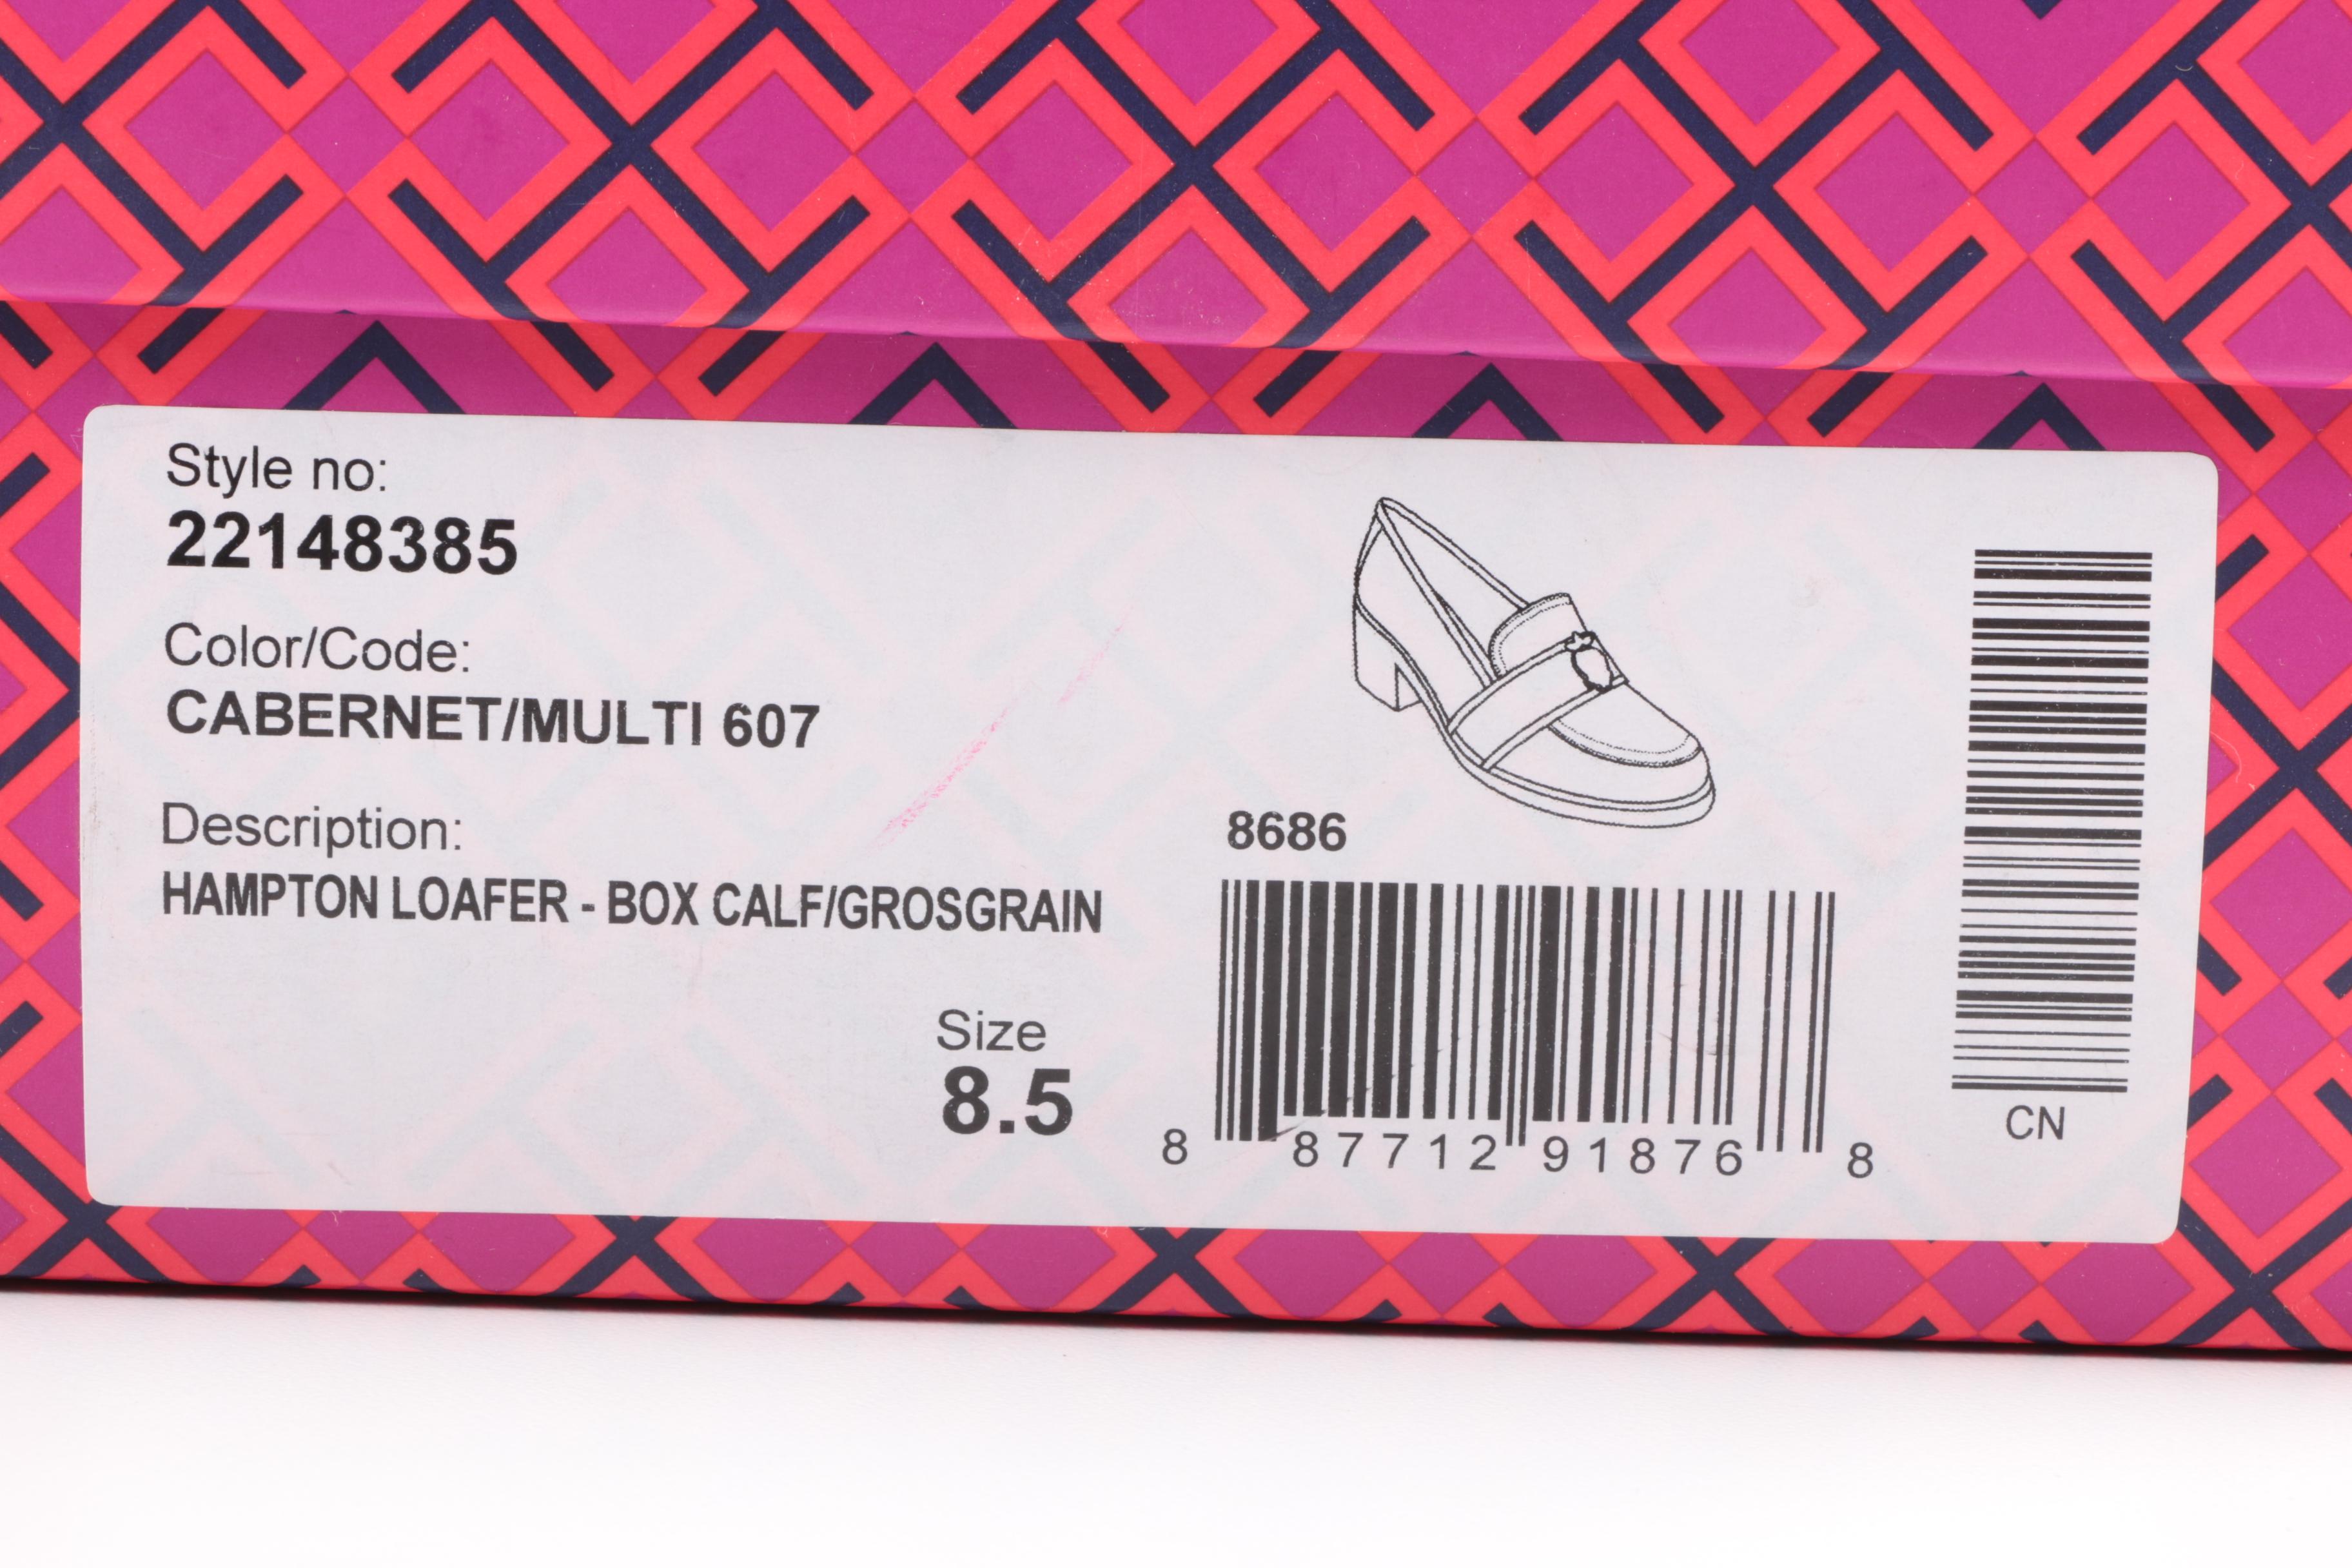 Style no:
22148385
Color/Code:
CABERNET/MULTI 607
Description:
HAMPTON LOAFER - BOX CALF/GROSGRAIN
Size
8.5
8686
8 87712 91876 8
CN